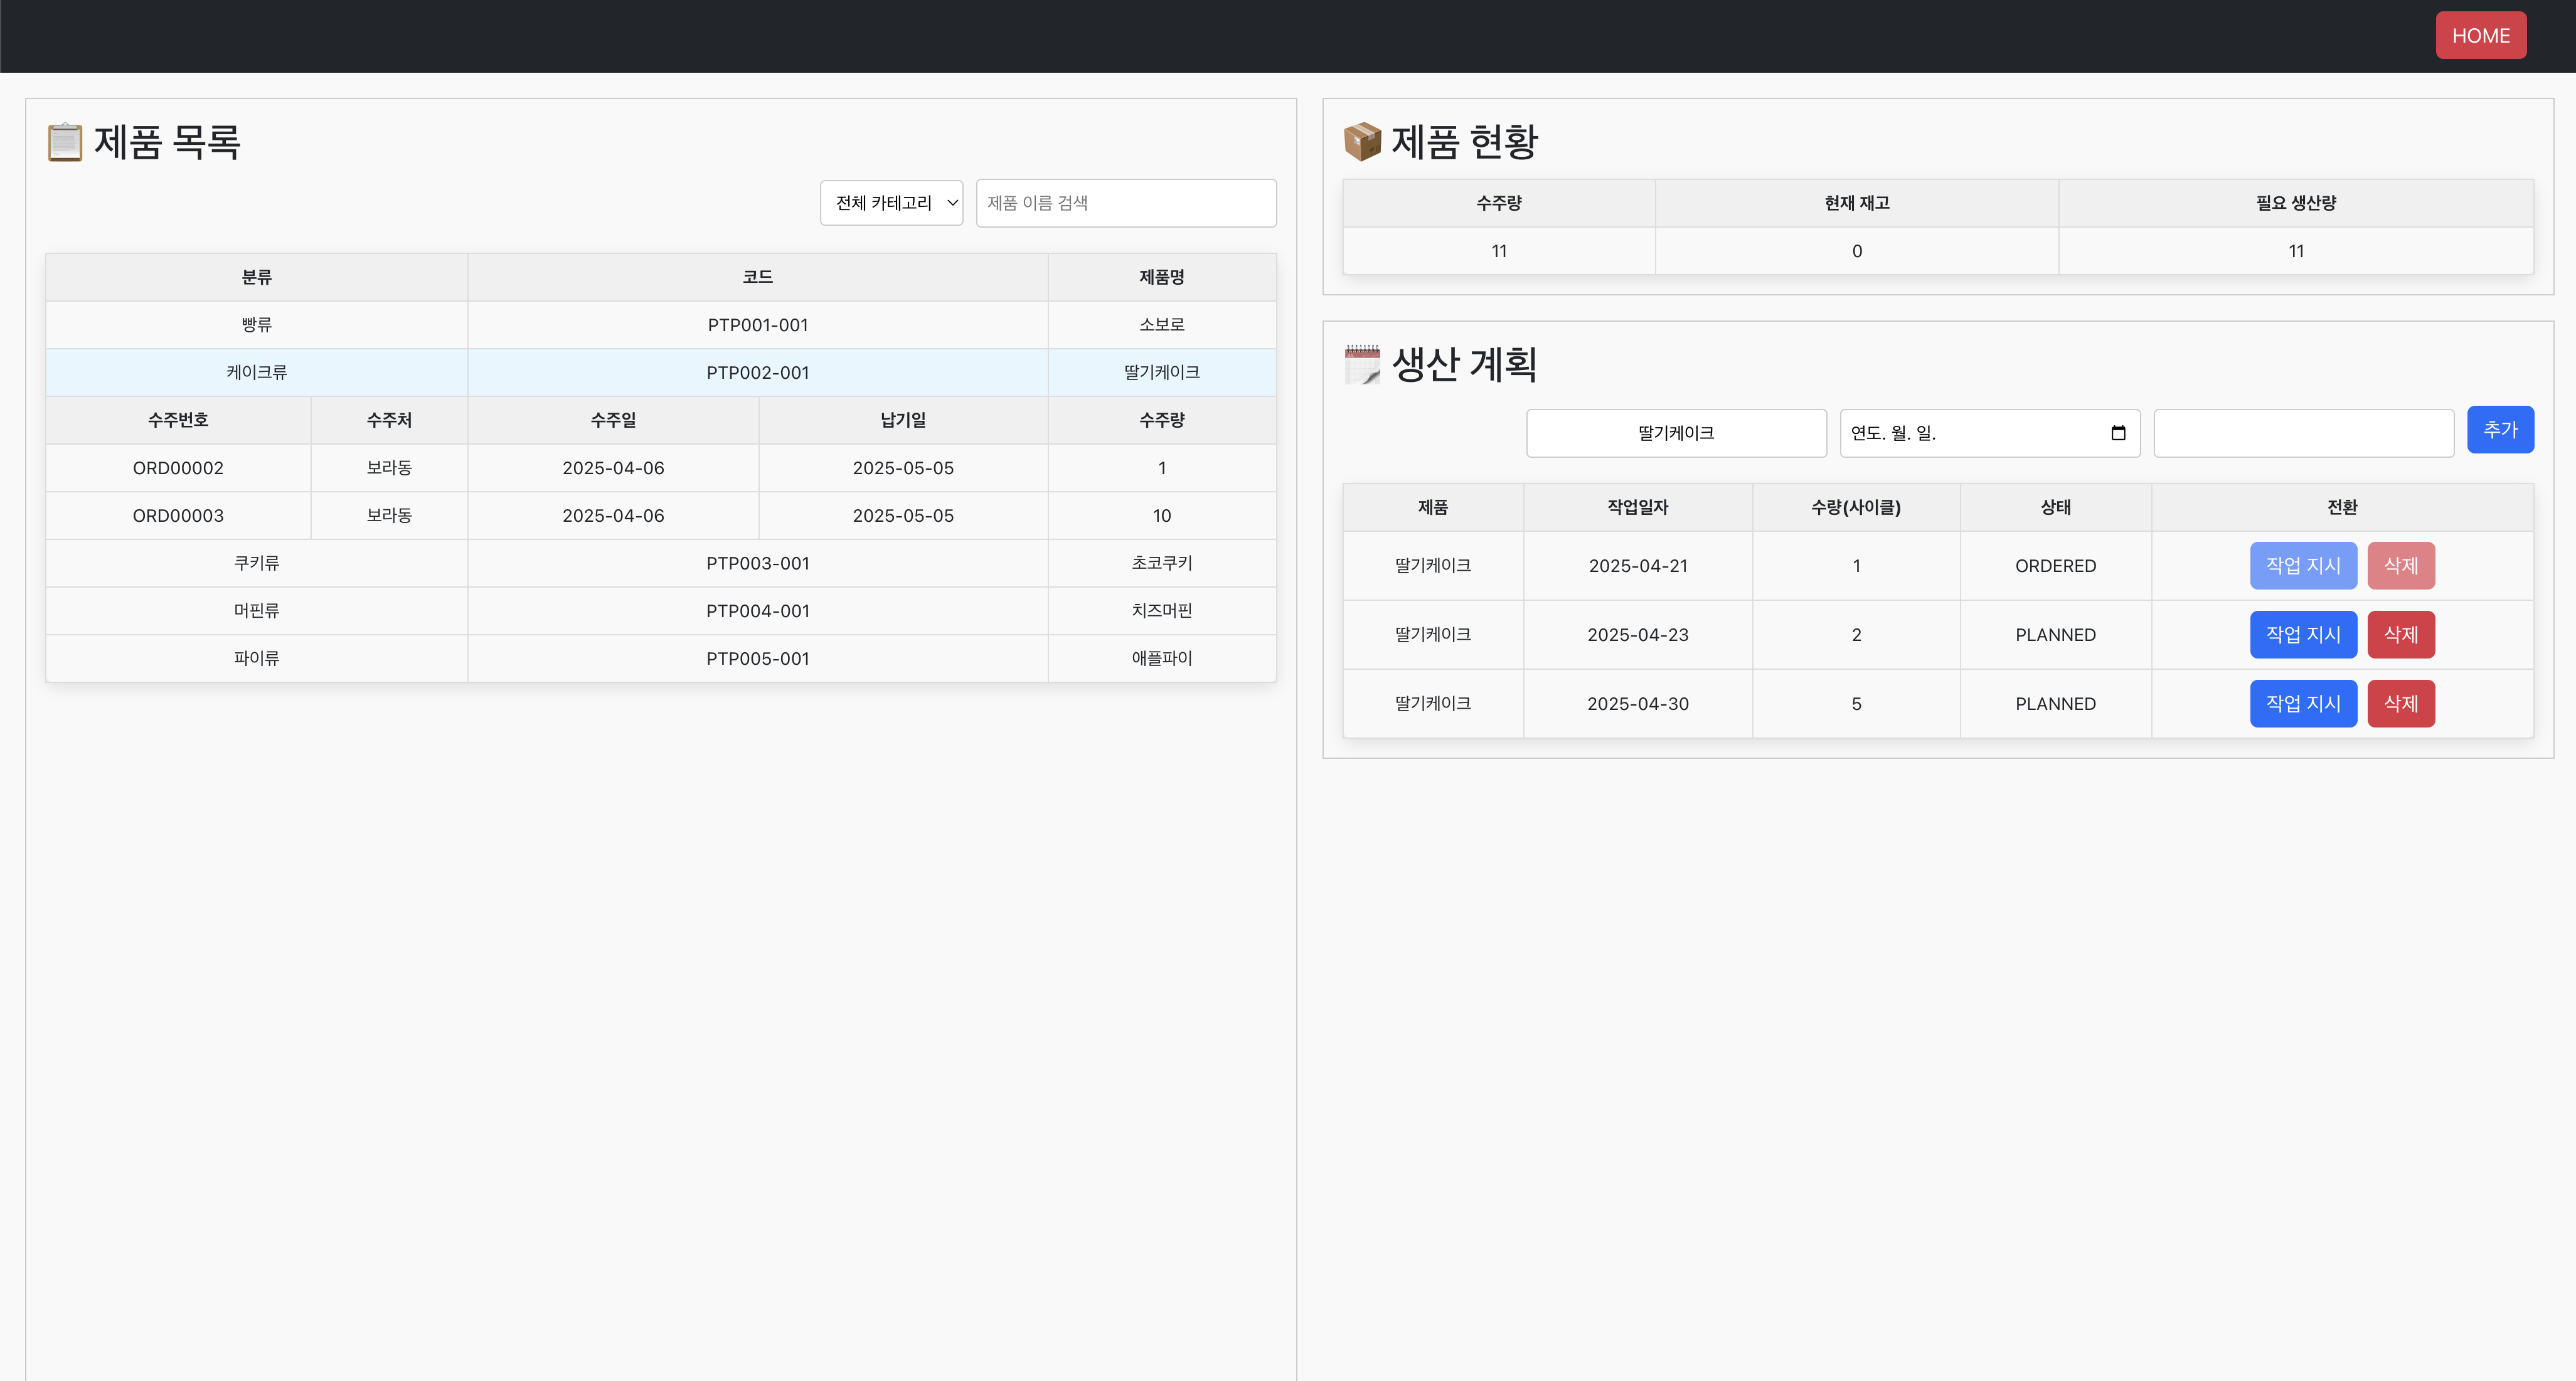 HOME
제품 목록
전체 카테고리 제품 이름 검색
분류 코드 제품명
빵류 PTP001-001 소보로
케이크류 PTP002-001 딸기케이크
수주번호 수주처 수주일 납기일 수주량
ORD00002 보라동 2025-04-06 2025-05-05 1
ORD00003 보라동 2025-04-06 2025-05-05 10
쿠키류 PTP003-001 초코쿠키
머핀류 PTP004-001 치즈머핀
파이류 PTP005-001 애플파이
제품 현황
수주량 현재 재고 필요 생산량
11 0 11
생산 계획
딸기케이크 연도. 월. 일. 추가
제품 작업일자 수량(사이클) 상태 전환
딸기케이크 2025-04-21 1 ORDERED 작업 지시 삭제
딸기케이크 2025-04-23 2 PLANNED 작업 지시 삭제
딸기케이크 2025-04-30 5 PLANNED 작업 지시 삭제